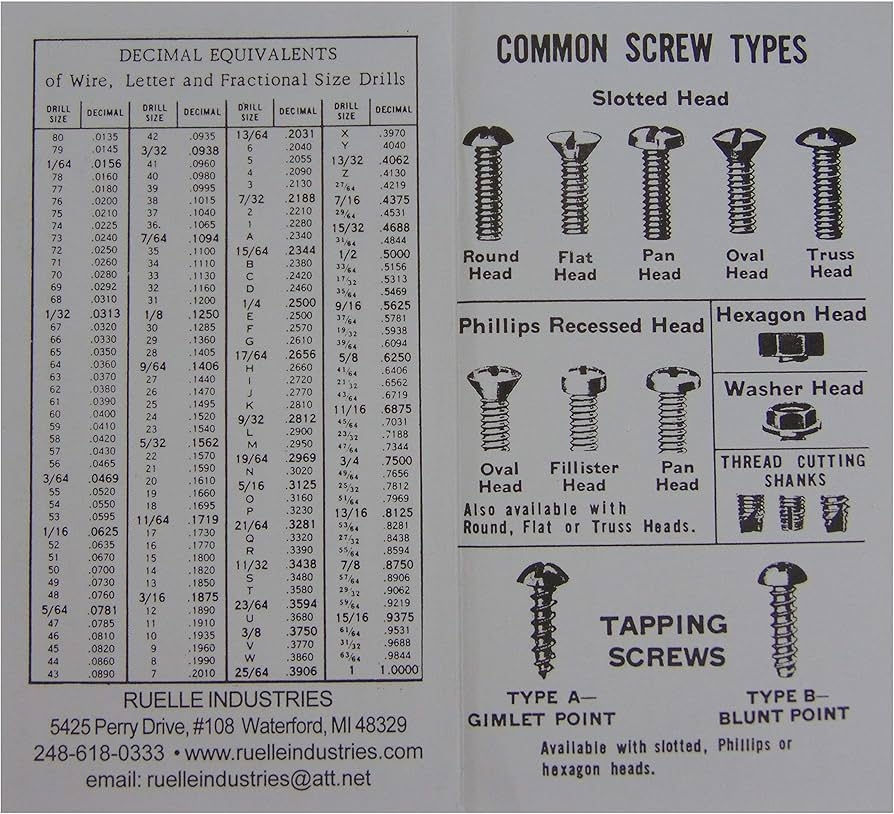 DECIMAL EQUIVALENTS
of Wire, Letter and Fractional Size Drills
DRILL SIZE DECIMAL
80 .0135
79 .0145
1/64 .0156
78 .0160
77 .0180
76 .0200
75 .0210
74 .0225
73 .0240
72 .0250
71 .0260
70 .0280
69 .0292
68 .0310
1/32 .0313
67 .0320
66 .0330
65 .0350
64 .0360
63 .0370
62 .0380
61 .0390
60 .0400
59 .0410
58 .0420
57 .0430
56 .0465
3/64 .0469
55 .0520
54 .0550
53 .0595
1/16 .0625
52 .0635
51 .0670
50 .0700
49 .0730
48 .0760
5/64 .0781
47 .0785
46 .0810
45 .0820
44 .0860
43 .0890
DRILL SIZE DECIMAL
42 .0935
3/32 .0938
41 .0960
40 .0980
39 .0995
38 .1015
37 .1040
36. .1065
7/64 .1094
35 .1100
34 .1110
33 .1130
32 .1160
31 .1200
1/8 .1250
30 .1285
29 .1360
28 .1405
9/64 .1406
27 .1440
26 .1470
25 .1495
24 .1520
23 .1540
5/32 .1562
22 .1570
21 .1590
20 .1610
19 .1660
18 .1695
11/64 .1719
17 .1730
16 .1770
15 .1800
14 .1820
13 .1850
3/16 .1875
12 .1890
11 .1910
10 .1935
9 .1960
8 .1990
7 .2010
DRILL SIZE DECIMAL
13/64 .2031
6 .2040
5 .2055
4 .2090
3 .2130
7/32 .2188
2 .2210
1 .2280
A .2340
15/64 .2344
B .2380
C .2420
D .2460
1/4 .2500
E .2500
F .2570
G .2610
17/64 .2656
H .2660
I .2720
J .2770
K .2810
9/32 .2812
L .2900
M .2950
19/64 .2969
N .3020
5/16 .3125
O .3160
P .3230
21/64 .3281
Q .3320
R .3390
11/32 .3438
S .3480
T .3580
23/64 .3594
U .3680
3/8 .3750
V .3770
W .3860
25/64 .3906
DRILL SIZE DECIMAL
X .3970
Y .4040
13/32 .4062
Z .4130
27/64 .4219
7/16 .4375
29/64 .4531
15/32 .4688
31/64 .4844
1/2 .5000
33/64 .5156
17/32 .5313
35/64 .5469
9/16 .5625
37/64 .5781
19/32 .5938
39/64 .6094
5/8 .6250
41/64 .6406
21/32 .6562
43/64 .6719
11/16 .6875
45/64 .7031
23/32 .7188
47/64 .7344
3/4 .7500
49/64 .7656
25/32 .7812
51/64 .7969
13/16 .8125
53/64 .8281
27/32 .8438
55/64 .8594
7/8 .8750
57/64 .8906
29/32 .9062
59/64 .9219
15/16 .9375
61/64 .9531
31/32 .9688
63/64 .9844
1 1.0000
RUELLE INDUSTRIES
5425 Perry Drive, #108 Waterford, MI 48329
248-618-0333 • www.ruelleindustries.com
email: ruelleindustries@att.net
COMMON SCREW TYPES
Slotted Head
Round Head
Flat Head
Pan Head
Oval Head
Truss Head
Phillips Recessed Head
Oval Head
Fillister Head
Pan Head
Also available with
Round, Flat or Truss Heads.
Hexagon Head
Washer Head
THREAD CUTTING
SHANKS
TAPPING
SCREWS
TYPE A—
GIMLET POINT
TYPE B–
BLUNT POINT
Available with slotted, Phillips or
hexagon heads.